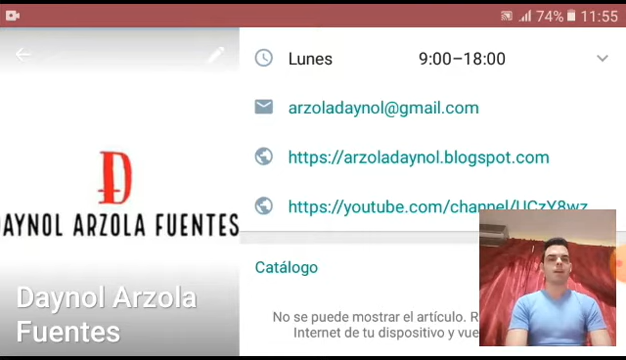 74% 11:55
Lunes 9:00–18:00
arzoladaynol@gmail.com
https://arzoladaynol.blogspot.com
https://youtube.com/channel/UCzY8wz
D
DAYNOL ARZOLA FUENTES
Daynol Arzola
Fuentes
Catálogo
No se puede mostrar el artículo.
Internet de tu dispositivo y